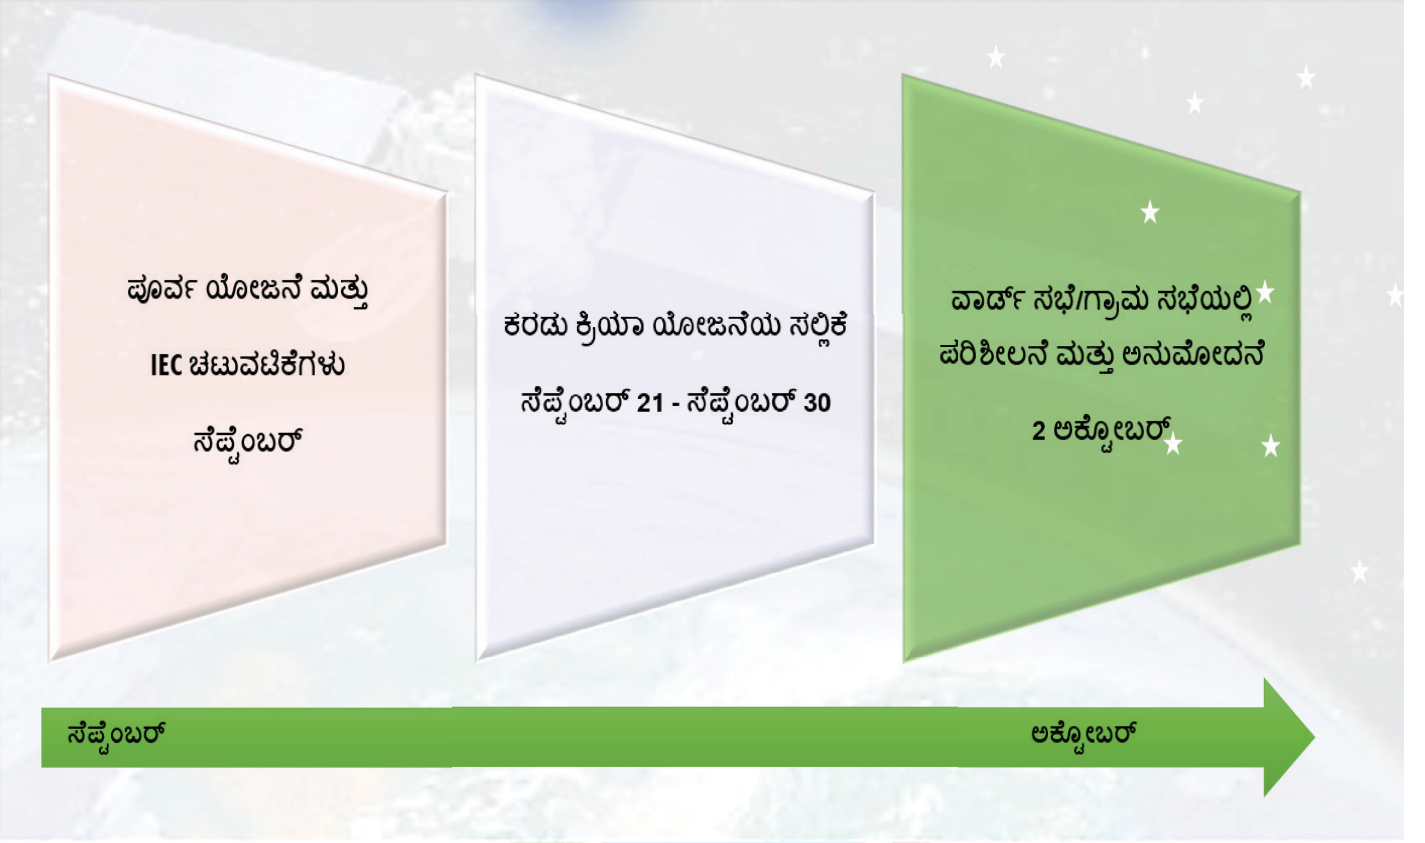 ಪೂರ್ವ ಯೋಜನೆ ಮತ್ತು
IEC ಚಟುವಟಿಕೆಗಳು
ಸೆಪ್ಟೆಂಬರ್
ಕರಡು ಕ್ರಿಯಾ ಯೋಜನೆಯ ಸಲ್ಲಿಕೆ
ಸೆಪ್ಟೆಂಬರ್ 21 - ಸೆಪ್ಟೆಂಬರ್ 30
ವಾರ್ಡ್ ಸಭೆ/ಗ್ರಾಮ ಸಭೆಯಲ್ಲಿ
ಪರಿಶೀಲನೆ ಮತ್ತು ಅನುಮೋದನೆ
2 ಅಕ್ಟೋಬರ್
ಸೆಪ್ಟೆಂಬರ್
ಅಕ್ಟೋಬರ್